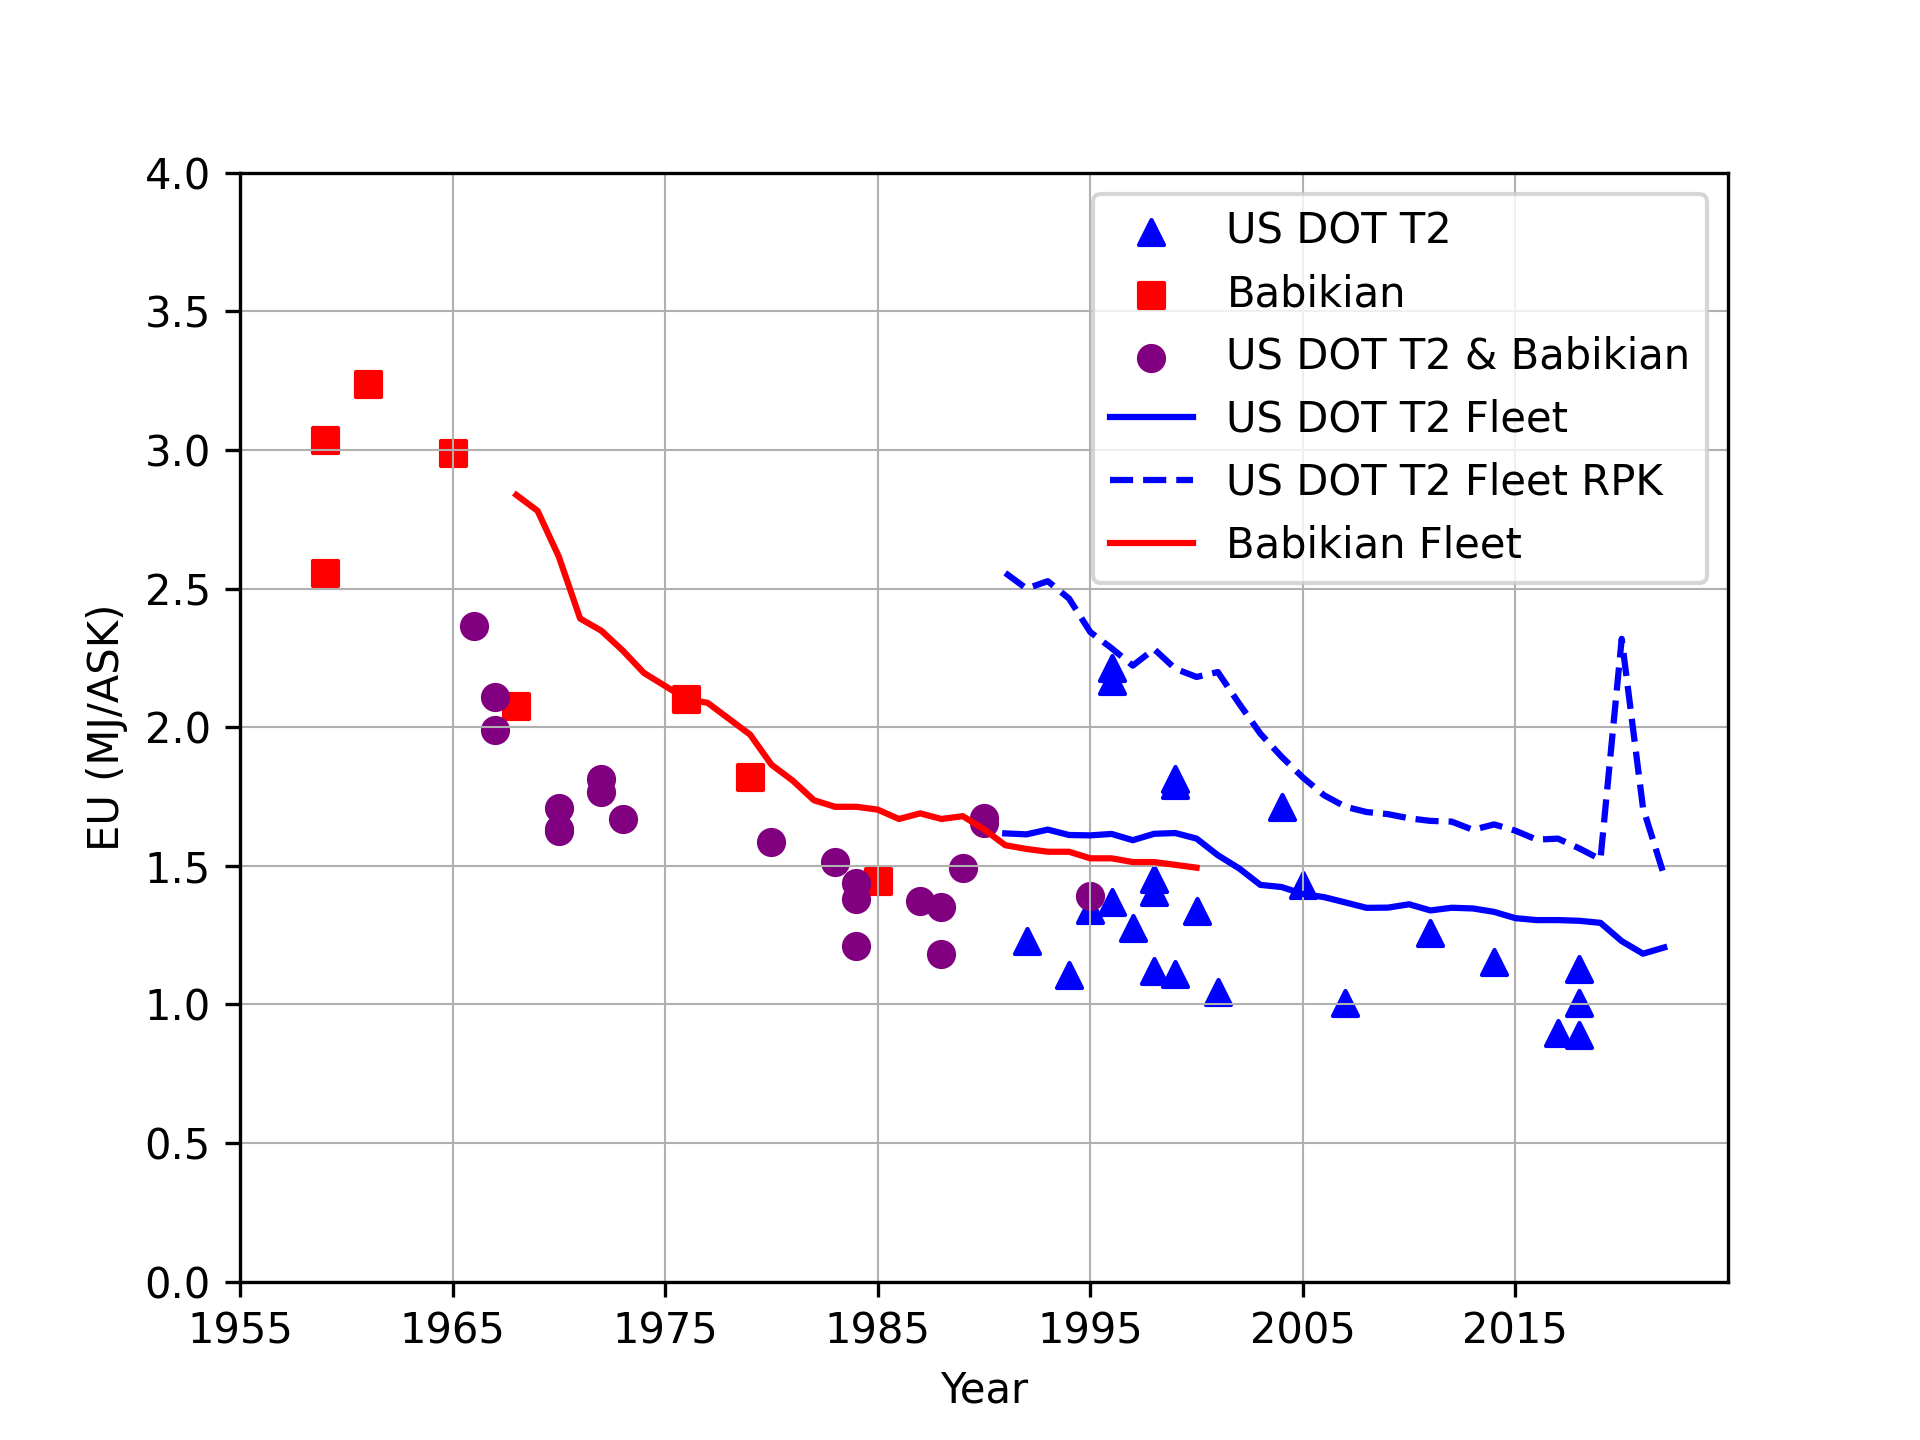 4.0
3.5
3.0
2.5
2.0
1.5
1.0
0.5
0.0
EU (MJ/ASK)
1955 1965 1975 1985 1995 2005 2015
Year
US DOT T2
Babikian
US DOT T2 & Babikian
US DOT T2 Fleet
US DOT T2 Fleet RPK
Babikian Fleet